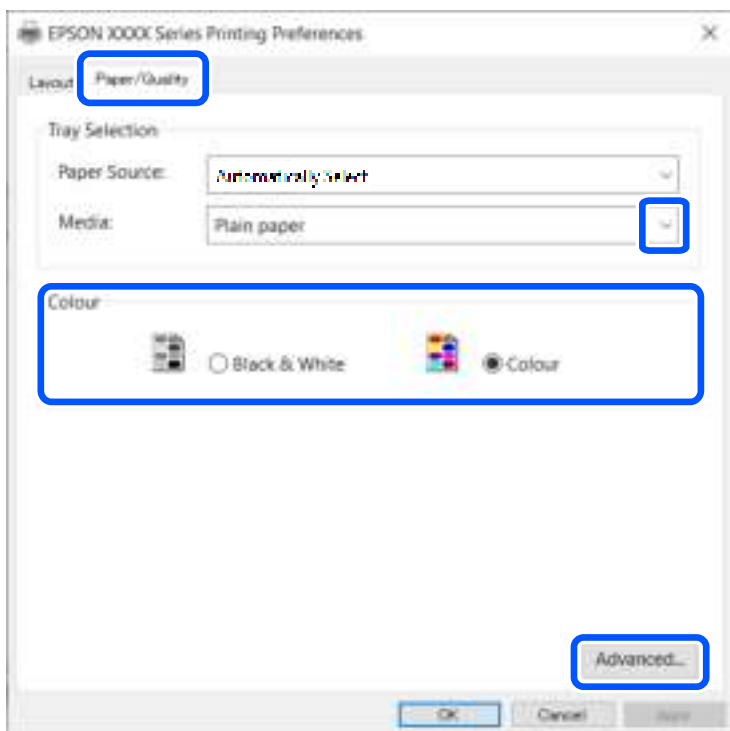 EPSON XXXX Series Printing Preferences
Layout Paper/Quality
Tray Selection
Paper Source: Automatically Select
Media: Plain paper
Colour
Black & White Colour
Advanced...
OK Cancel Apply